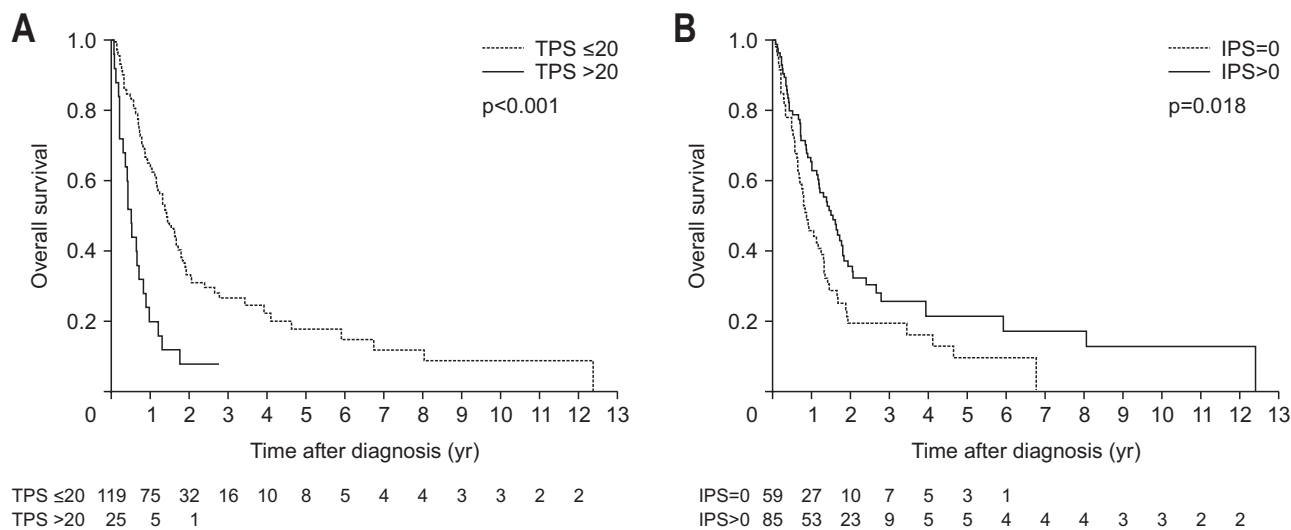 A
1.0
0.8
0.6
0.4
0.2
Overall survival
TPS ≤20
TPS >20
p<0.001
0 1 2 3 4 5 6 7 8 9 10 11 12 13
Time after diagnosis (yr)
TPS ≤20 119 75 32 16 10 8 5 4 4 3 3 2 2
TPS >20 25 5 1
B
1.0
0.8
0.6
0.4
0.2
Overall survival
IPS=0
IPS>0
p=0.018
0 1 2 3 4 5 6 7 8 9 10 11 12 13
Time after diagnosis (yr)
IPS=0 59 27 10 7 5 3 1
IPS>0 85 53 23 9 5 5 4 4 4 3 3 2 2